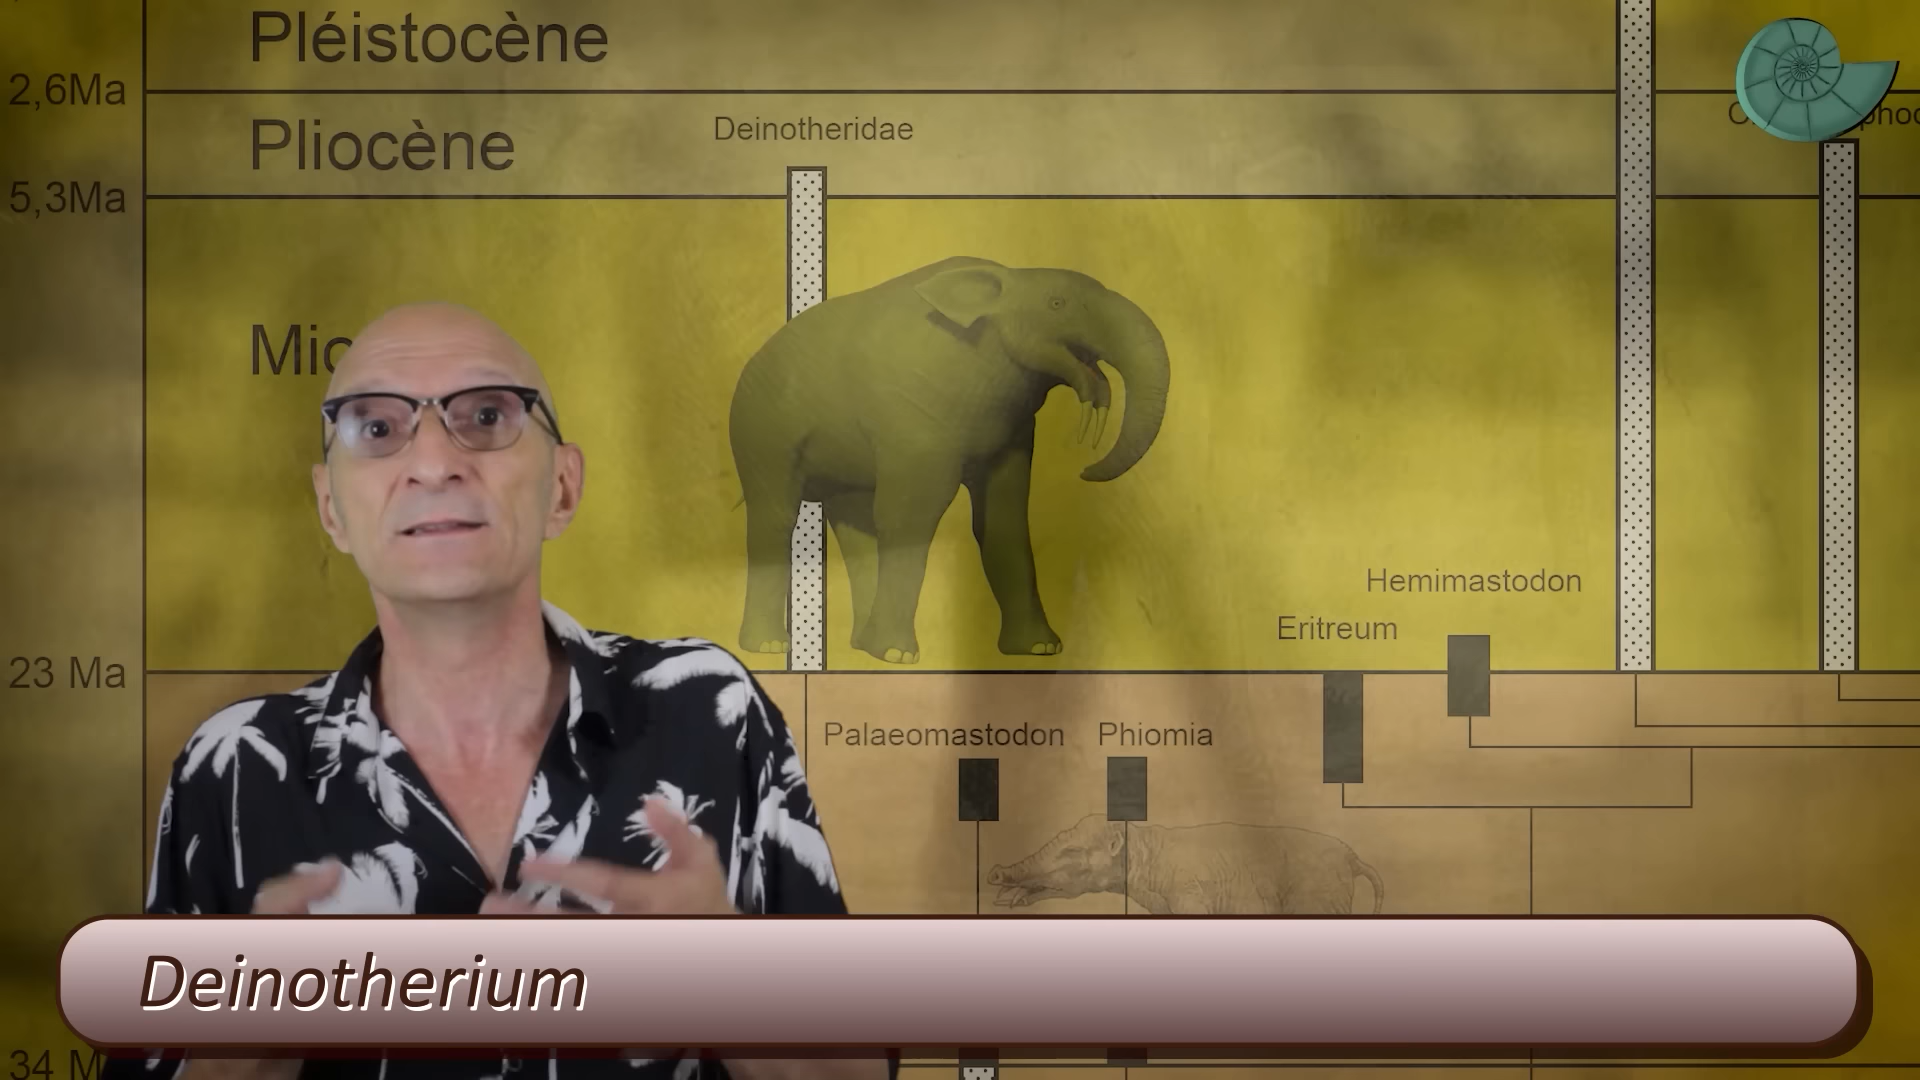 Pléistocène
2,6Ma
Pliocène
Deinotheridae
5,3Ma
Hemimastodon
Eritreum
23 Ma
Palaeomastodon
Phiomia
Deinotherium